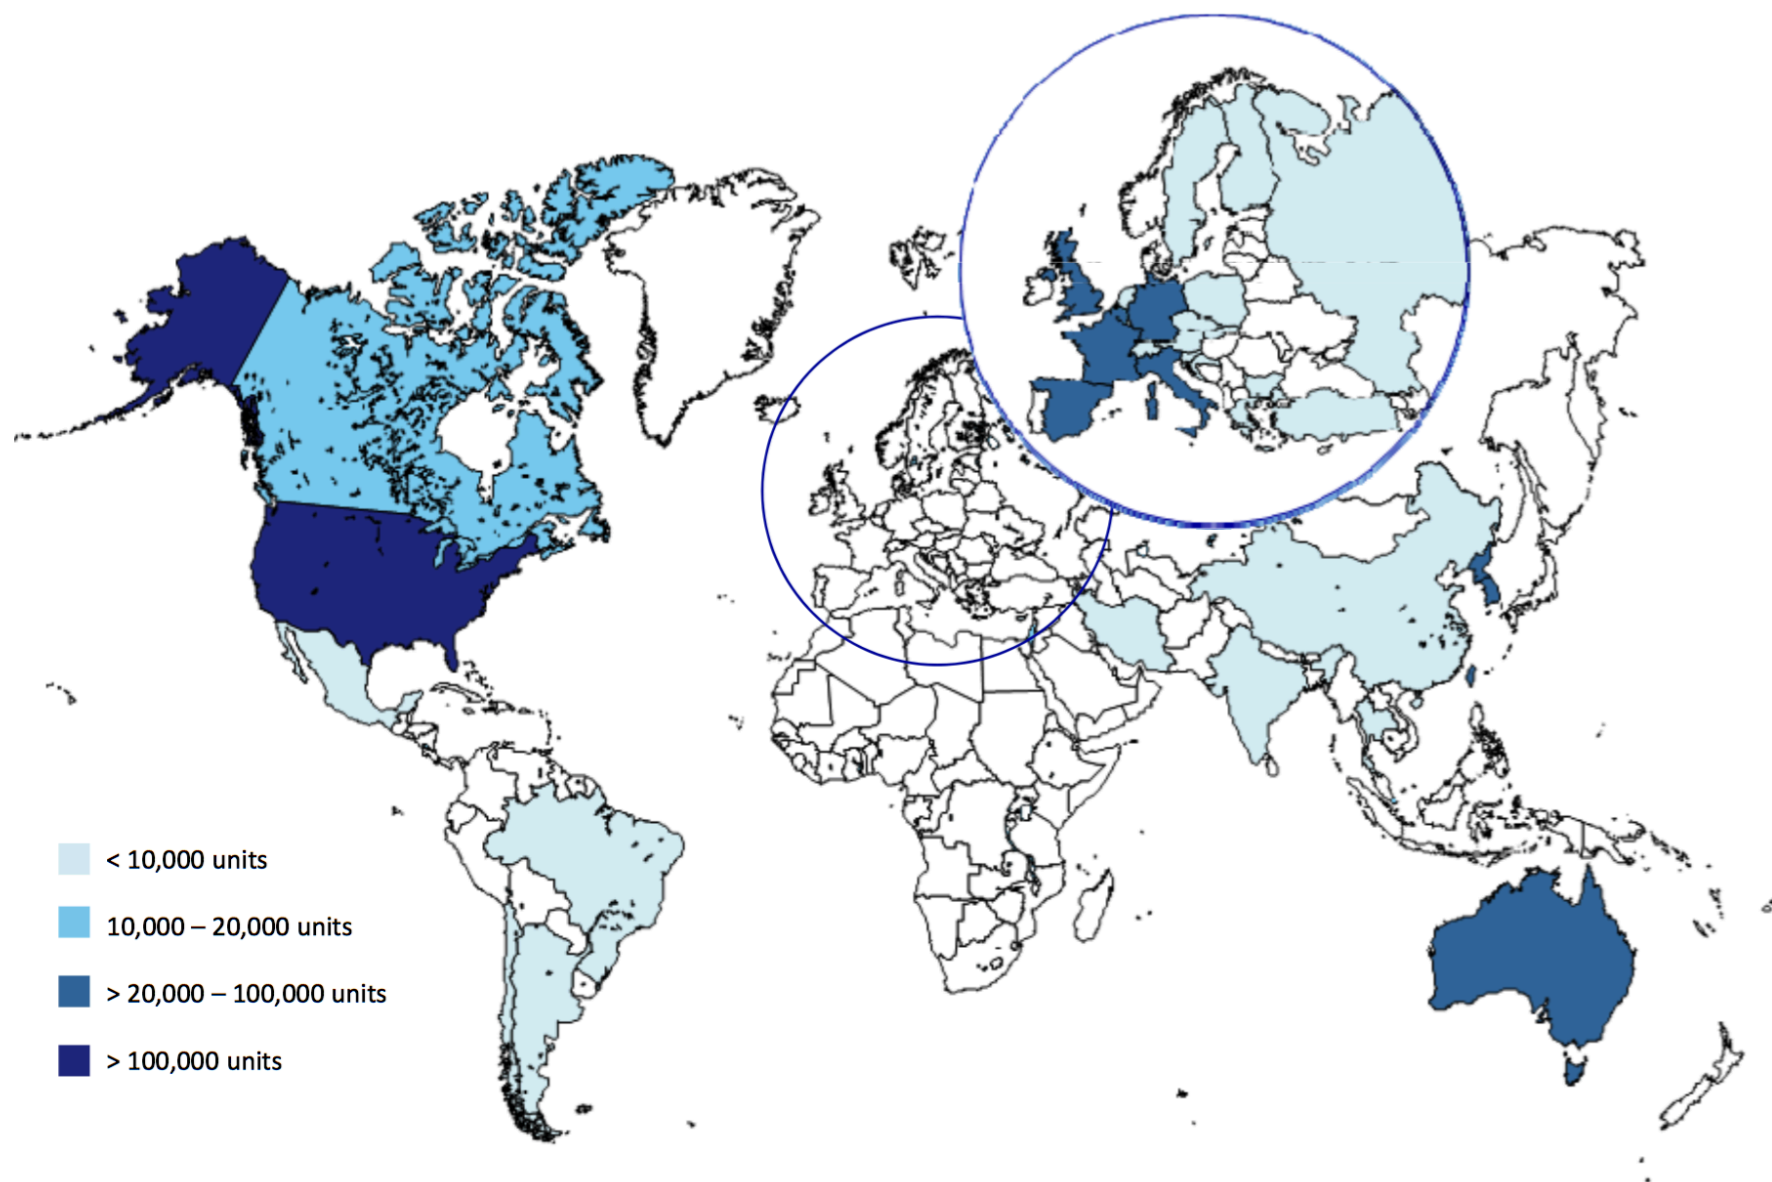 < 10,000 units
10,000 – 20,000 units
> 20,000 – 100,000 units
> 100,000 units